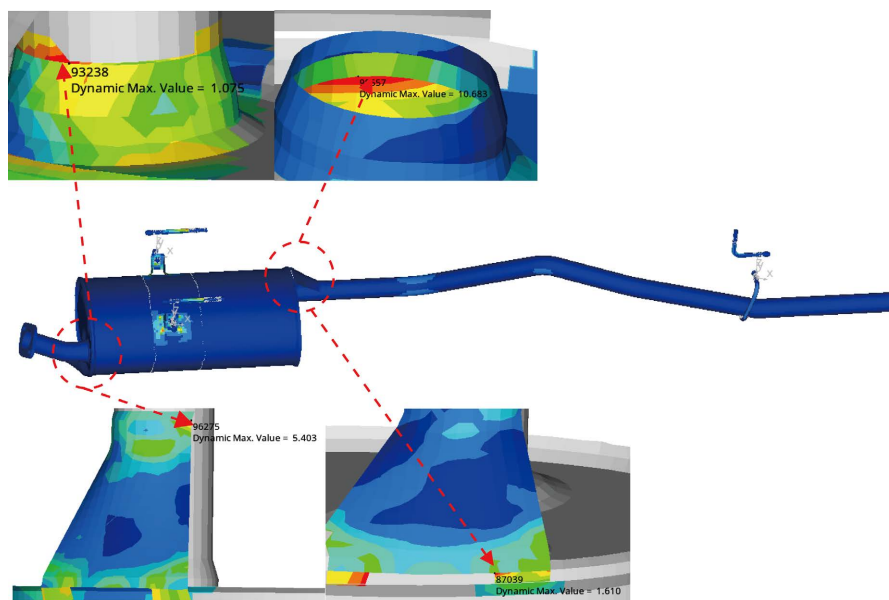 93238
Dynamic Max. Value = 1.075
Dynamic Max. Value = 10.683
X
X
96275
Dynamic Max. Value = 5.403
87039
Dynamic Max. Value = 1.610